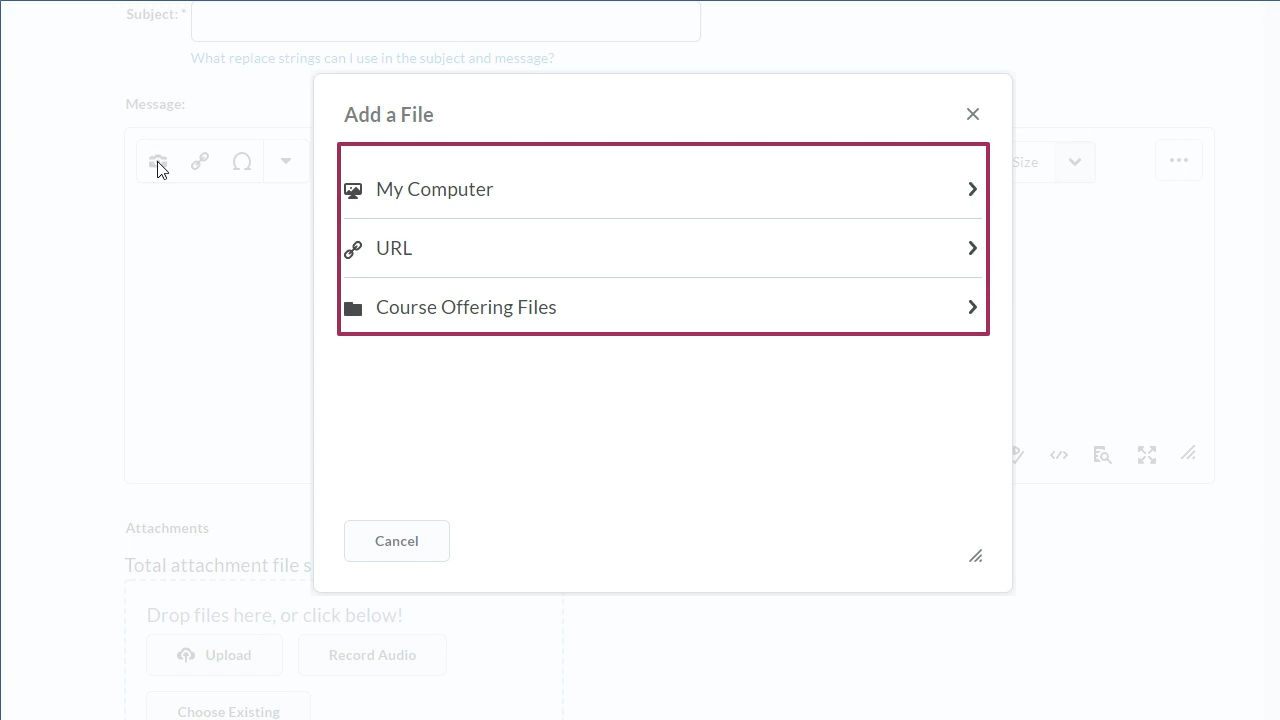 Subject: *
What replace strings can I use in the subject and message?
Message:
Add a File
Size
My Computer
URL
Course Offering Files
Cancel
Attachments
Total attachment file s
Drop files here, or click below!
Upload
Record Audio
Choose Existing